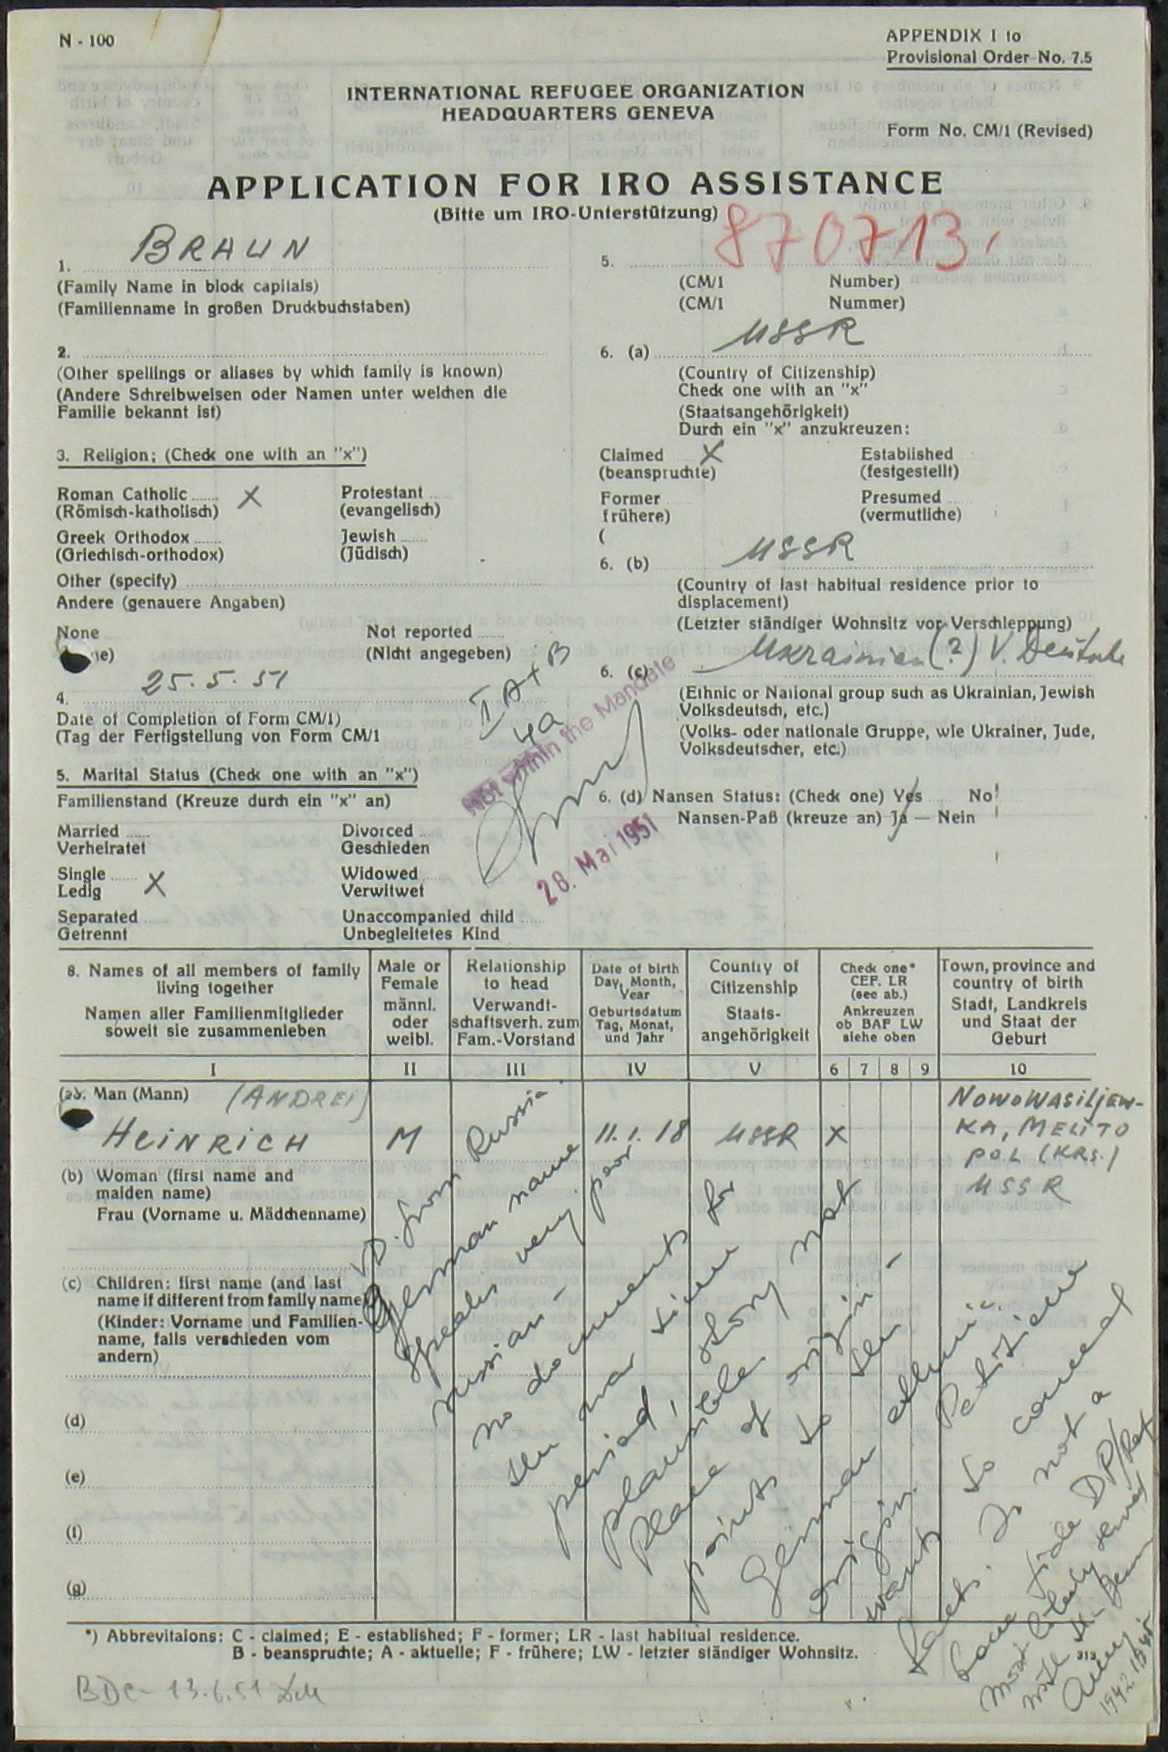 N - 100
APPENDIX I to
Provisional Order No. 7.5
INTERNATIONAL REFUGEE ORGANIZATION
HEADQUARTERS GENEVA
Form No. CM/1 (Revised)
APPLICATION FOR IRO ASSISTANCE
(Bitte um IRO-Unterstützung)
870713.
1. BRAUN
(Family Name in block capitals)
(Familienname in großen Druckbuchstaben)
5.
(CM/1 Number)
(CM/1 Nummer)
2.
(Other spellings or aliases by which family is known)
(Andere Schreibweisen oder Namen unter welchen die
Familie bekannt ist)
6. (a) USSR
(Country of Citizenship)
Check one with an "x"
(Staatsangehörigkeit)
Durch ein "x" anzukreuzen:
3. Religion; (Check one with an "x")
Claimed X Established
(beanspruchte) (festgestellt)
Roman Catholic X Protestant
(Römisch-katholisch) (evangelisch)
Former Presumed
frühere) (vermutliche)
(
Greek Orthodox Jewish
(Griechisch-orthodox) (Jüdisch)
6. (b) USSR
(Country of last habitual residence prior to
displacement)
(Letzter ständiger Wohnsitz vor Verschleppung)
Other (specify)
Andere (genauere Angaben)
None Not reported
(Nicht angegeben)
6. (c) Ukrainian (?) V. Deutsche
(Ethnic or National group such as Ukrainian, Jewish
Volksdeutsch, etc.)
(Volks- oder nationale Gruppe, wie Ukrainer, Jude,
Volksdeutscher, etc.)
4. 25. 5. 51
Date of Completion of Form CM/1)
(Tag der Fertigstellung von Form CM/1
I A + B
4a
Not within the Mandate
28. Mai 1951
5. Marital Status (Check one with an "x")
Familienstand (Kreuze durch ein "x" an)
6. (d) Nansen Status: (Check one) Yes No
Nansen-Paß (kreuze an) Ja — Nein
Married Divorced
Verheiratet Geschieden
Single X Widowed
Ledig Verwitwet
Separated Unaccompanied child
Getrennt Unbegleitetes Kind
8. Names of all members of family
living together
Namen aller Familienmitglieder
soweit sie zusammenleben
Male or
Female
männl.
oder
weibl.
Relationship
to head
Verwandt-
schaftsverh. zum
Fam.-Vorstand
Date of birth
Day, Month,
Year
Geburtsdatum
Tag, Monat,
und Jahr
Country of
Citizenship
Staats-
angehörigkeit
Check one*
CEF. LR
(see ab.)
Ankreuzen
ob BAF LW
siehe oben
Town, province and
country of birth
Stadt, Landkreis
und Staat der
Geburt
I II III IV V 6 7 8 9 10
Man (Mann) (ANDREI)
HEINRICH M 11. 1. 18 USSR X
NOWOWASILJEW-
KA, MELITO
POL (KRS.)
USSR
(b) Woman (first name and
maiden name)
Frau (Vorname u. Mädchenname)
(c) Children: first name (and last
name if different from family name)
(Kinder: Vorname und Familien-
name, falls verschieden vom
andern)
(d)
(e)
(f)
(g)
VD. from Russia
German name
speaks very poor
russian -
no documents for
the war time
period, story not
plausible
Place of origin
points to the -
German ethnic.
origin. Petitioner
wants to conceal
facts. Is not a
bona fide DP/Ref
most likely served
with the Germ
Army
1942-1945
*) Abbrevitaions: C - claimed; E - established; F - former; LR - last habitual residence.
B - beanspruchte; A - aktuelle; F - frühere; LW - letzter ständiger Wohnsitz.
313
BDC - 13.6.51